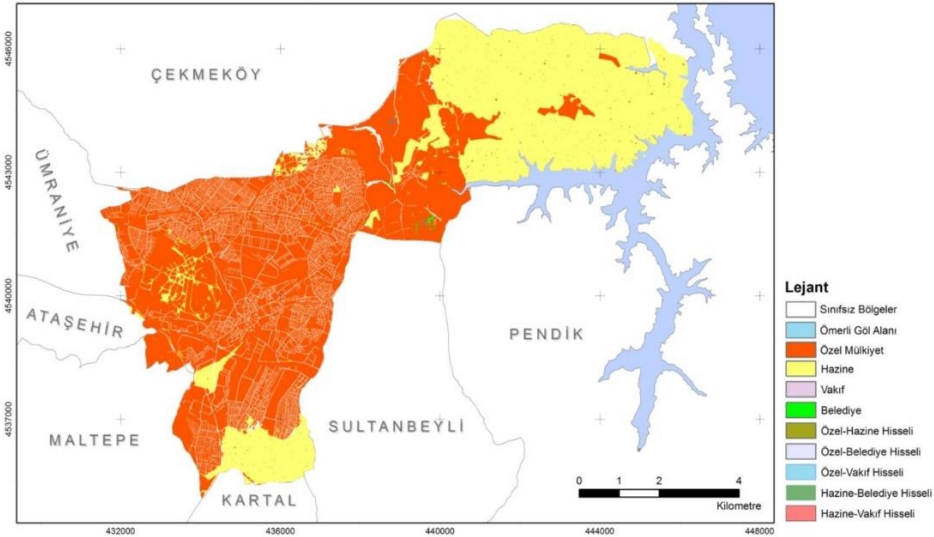 4546000
4543000
4540000
4537000
ÇEKMEKÖY
ÜMRANİYE
ATAŞEHİR
MALTEPE
KARTAL
SULTANBEYLİ
PENDİK
0 1 2 4
Kilometre
432000 436000 440000 444000 448000
Lejant
Sınıfsız Bölgeler
Ömerli Göl Alanı
Özel Mülkiyet
Hazine
Vakıf
Belediye
Özel-Hazine Hisseli
Özel-Belediye Hisseli
Özel-Vakıf Hisseli
Hazine-Belediye Hisseli
Hazine-Vakıf Hisseli